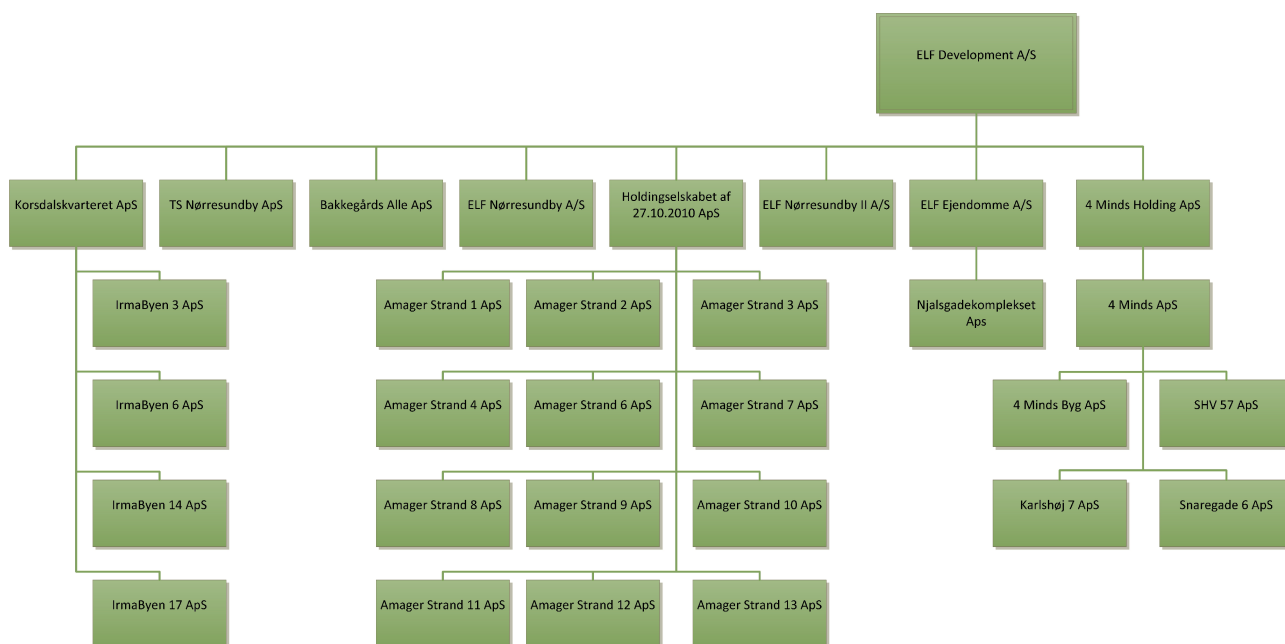 ELF Development A/S
Korsdalskvarteret ApS
TS Nørresundby ApS
Bakkegårds Alle ApS
ELF Nørresundby A/S
Holdingselskabet af
27.10.2010 ApS
ELF Nørresundby II A/S
ELF Ejendomme A/S
4 Minds Holding ApS
IrmaByen 3 ApS
Amager Strand 1 ApS
Amager Strand 2 ApS
Amager Strand 3 ApS
Njalsgadekomplekset
Aps
4 Minds ApS
IrmaByen 6 ApS
Amager Strand 4 ApS
Amager Strand 6 ApS
Amager Strand 7 ApS
4 Minds Byg ApS
SHV 57 ApS
IrmaByen 14 ApS
Amager Strand 8 ApS
Amager Strand 9 ApS
Amager Strand 10 ApS
Karlshøj 7 ApS
Snaregade 6 ApS
IrmaByen 17 ApS
Amager Strand 11 ApS
Amager Strand 12 ApS
Amager Strand 13 ApS